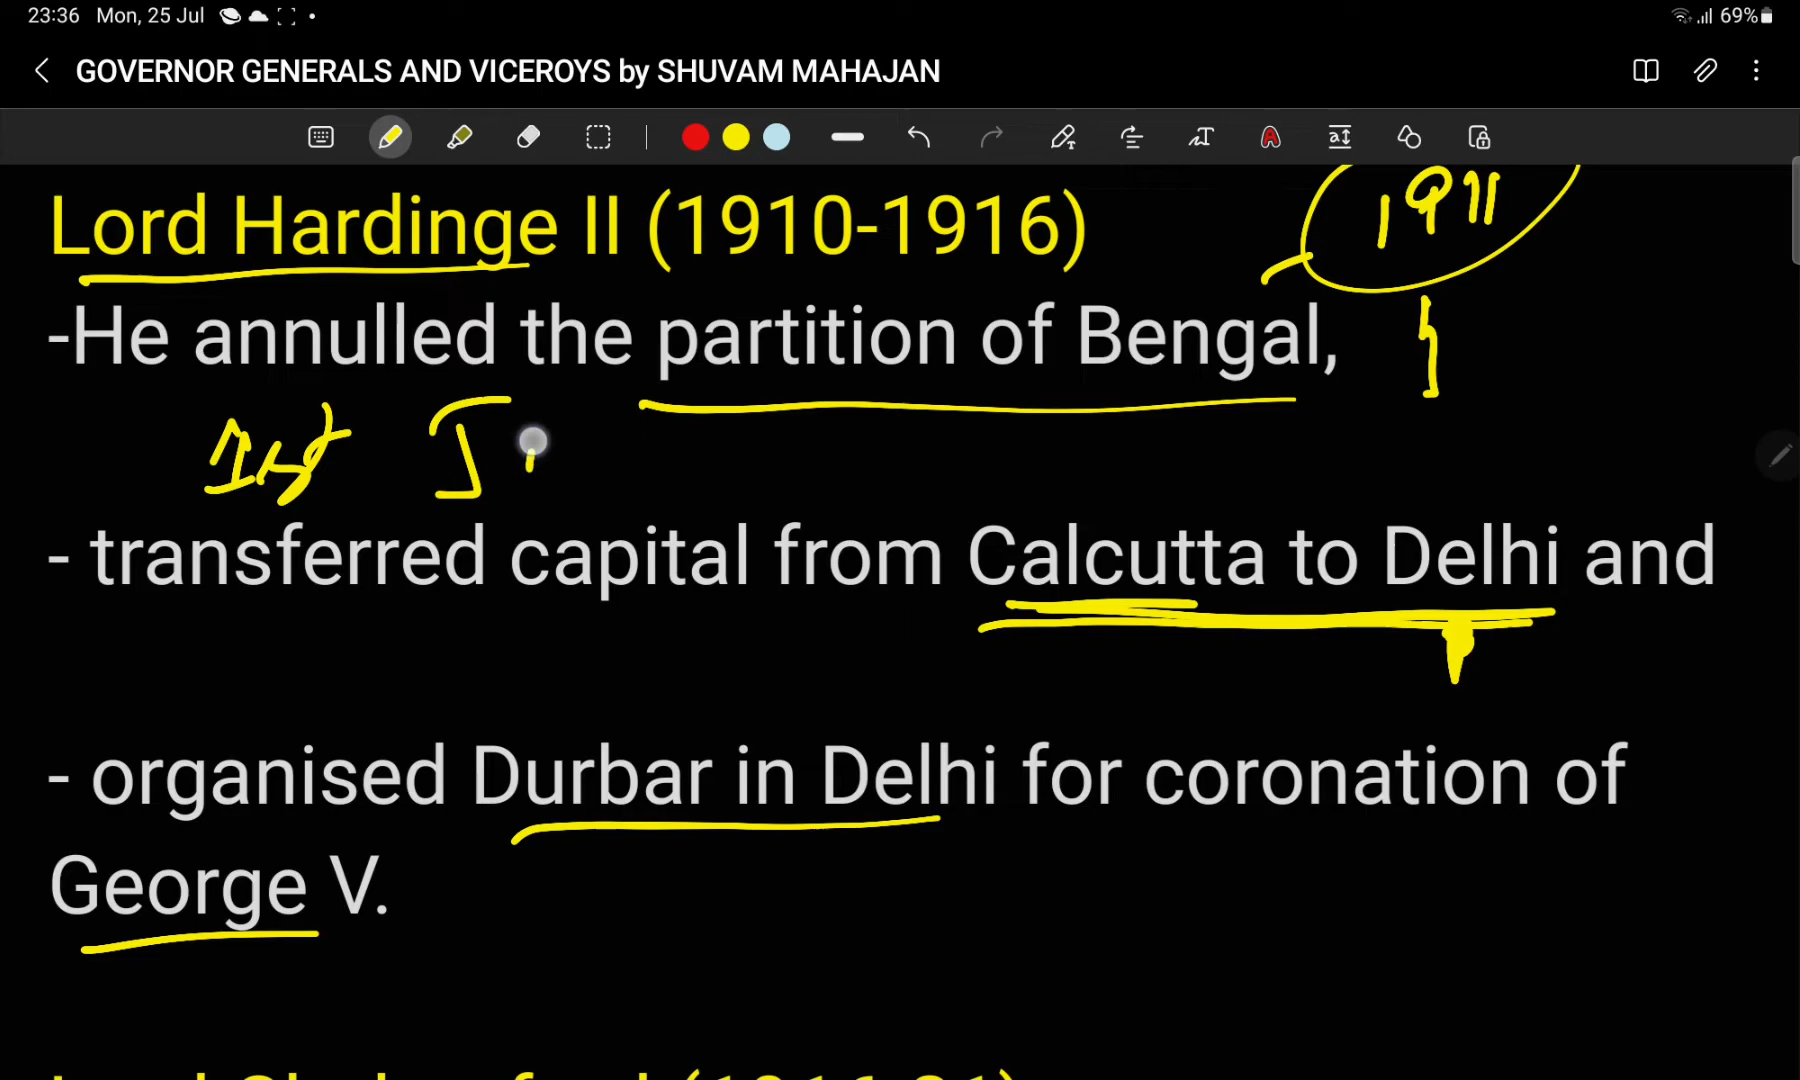 23:36 Mon, 25 Jul
69%
GOVERNOR GENERALS AND VICEROYS by SHUVAM MAHAJAN
Lord Hardinge II (1910-1916)
1911
-He annulled the partition of Bengal,
- transferred capital from Calcutta to Delhi and
- organised Durbar in Delhi for coronation of
George V.